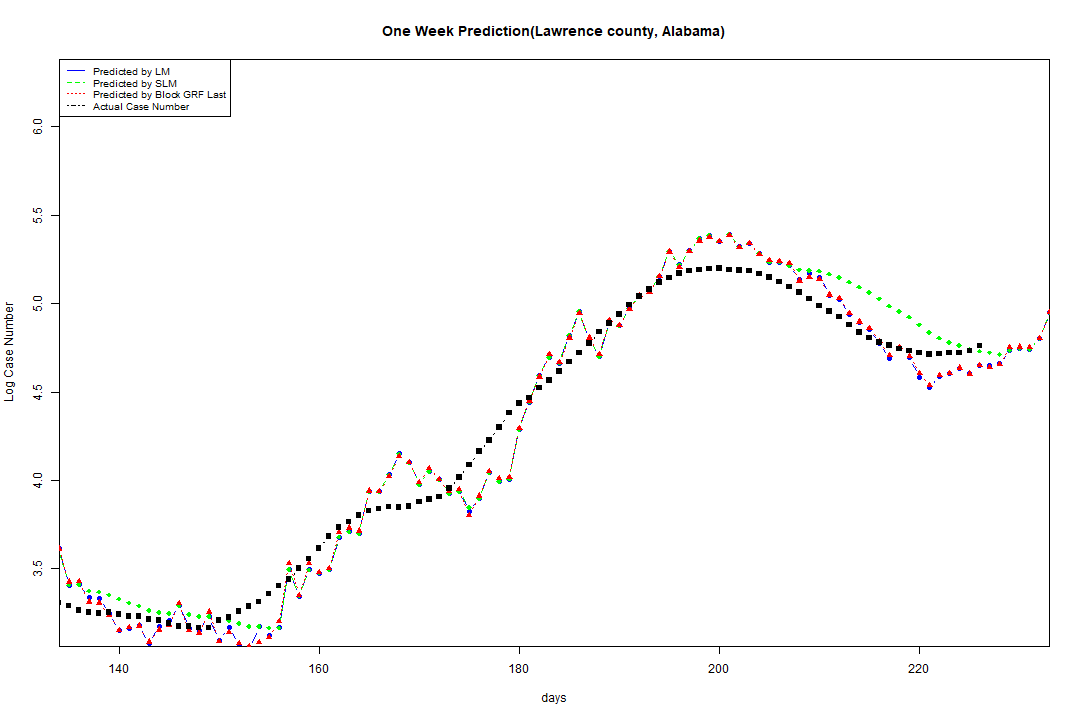 One Week Prediction(Lawrence county, Alabama)
Predicted by LM
Predicted by SLM
Predicted by Block GRF Last
Actual Case Number
6.0
5.5
5.0
4.5
4.0
3.5
Log Case Number
140 160 180 200 220
days